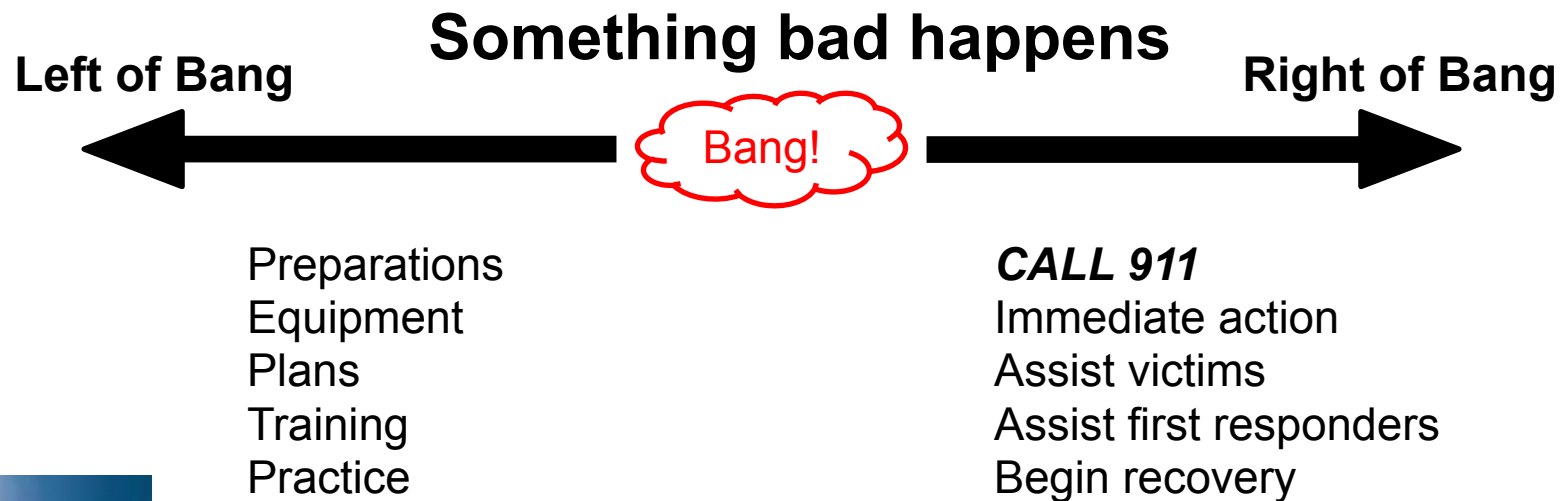 Something bad happens
Left of Bang
Right of Bang
Bang!
Preparations
Equipment
Plans
Training
Practice
CALL 911
Immediate action
Assist victims
Assist first responders
Begin recovery